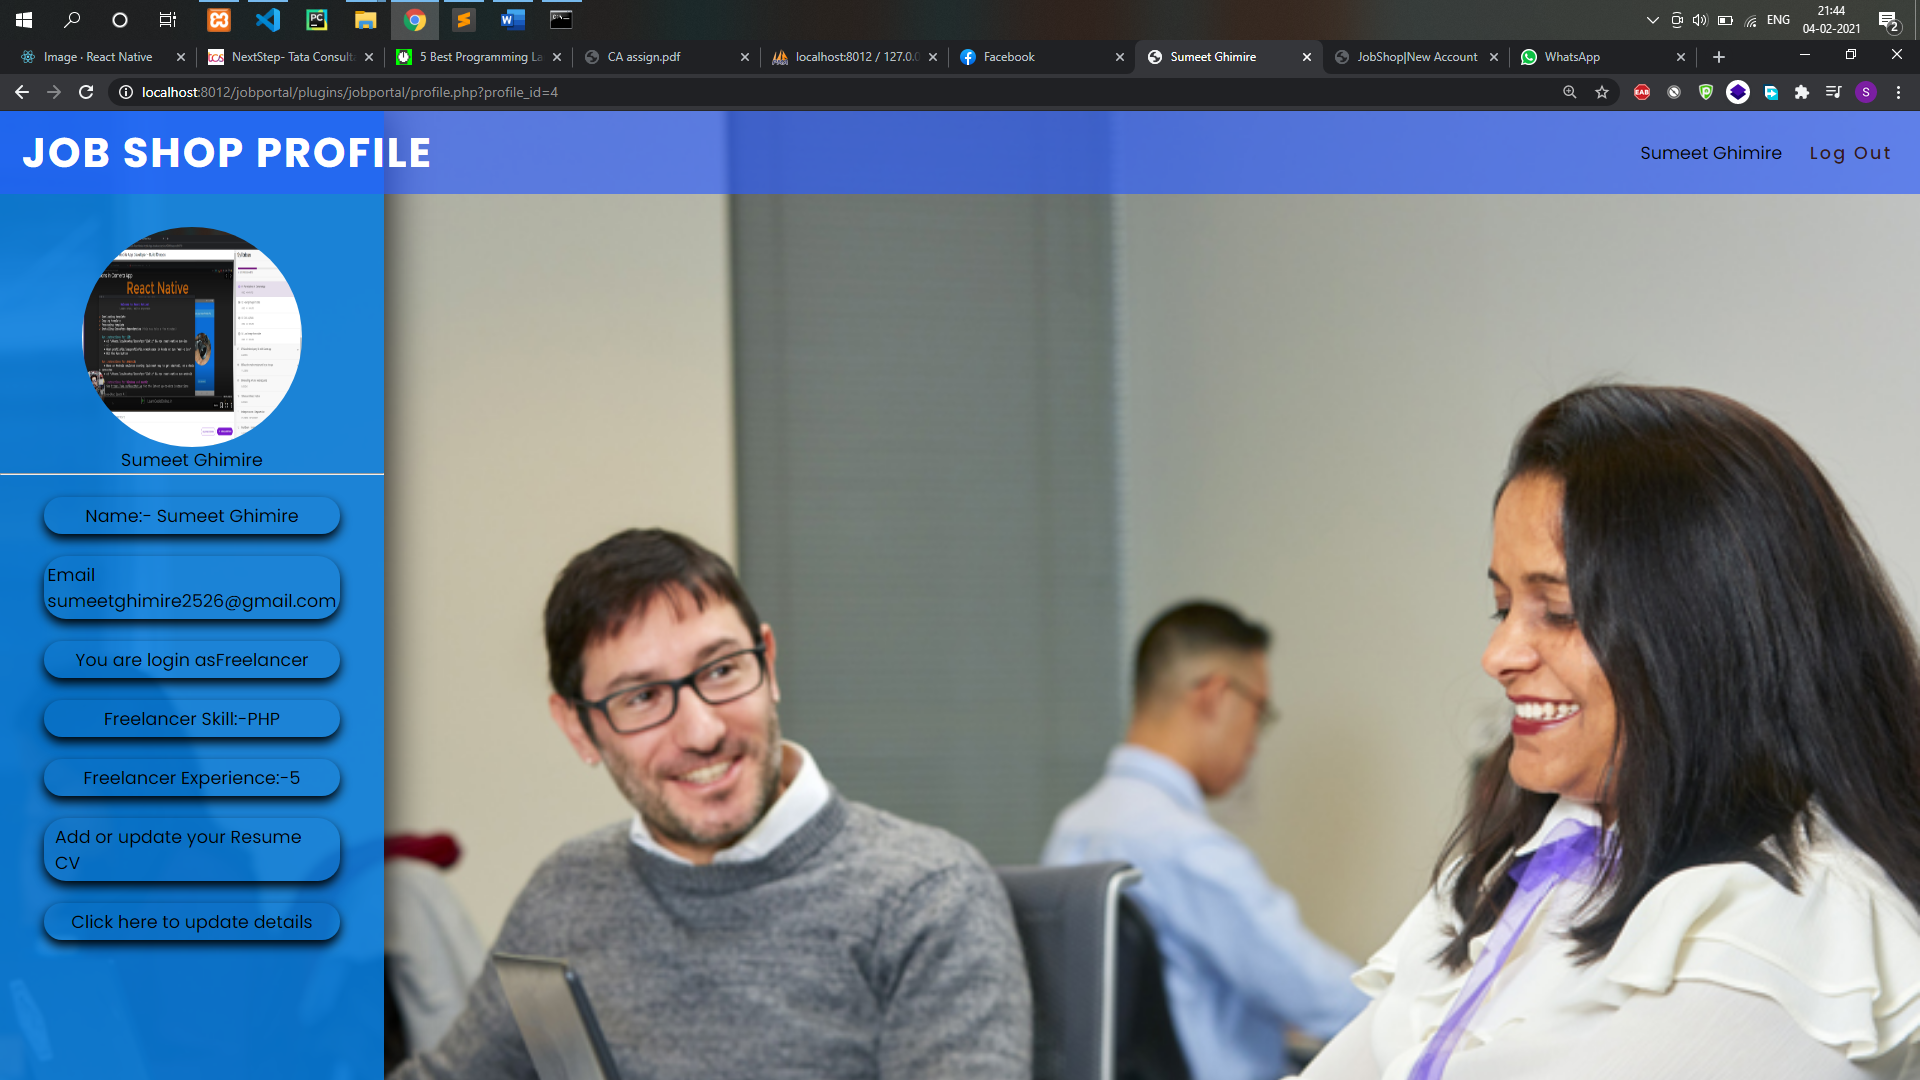 21:44
ENG
04-02-2021
2
Image · React Native
NextStep- Tata Consult
5 Best Programming La
CA assign.pdf
localhost:8012 / 127.0.0
Facebook
Sumeet Ghimire
JobShop|New Account
WhatsApp
localhost:8012/jobportal/plugins/jobportal/profile.php?profile_id=4
JOB SHOP PROFILE
Sumeet Ghimire
Log Out
React Native
Sumeet Ghimire
Name:- Sumeet Ghimire
Email
sumeetghimire2526@gmail.com
You are login asFreelancer
Freelancer Skill:-PHP
Freelancer Experience:-5
Add or update your Resume
CV
Click here to update details